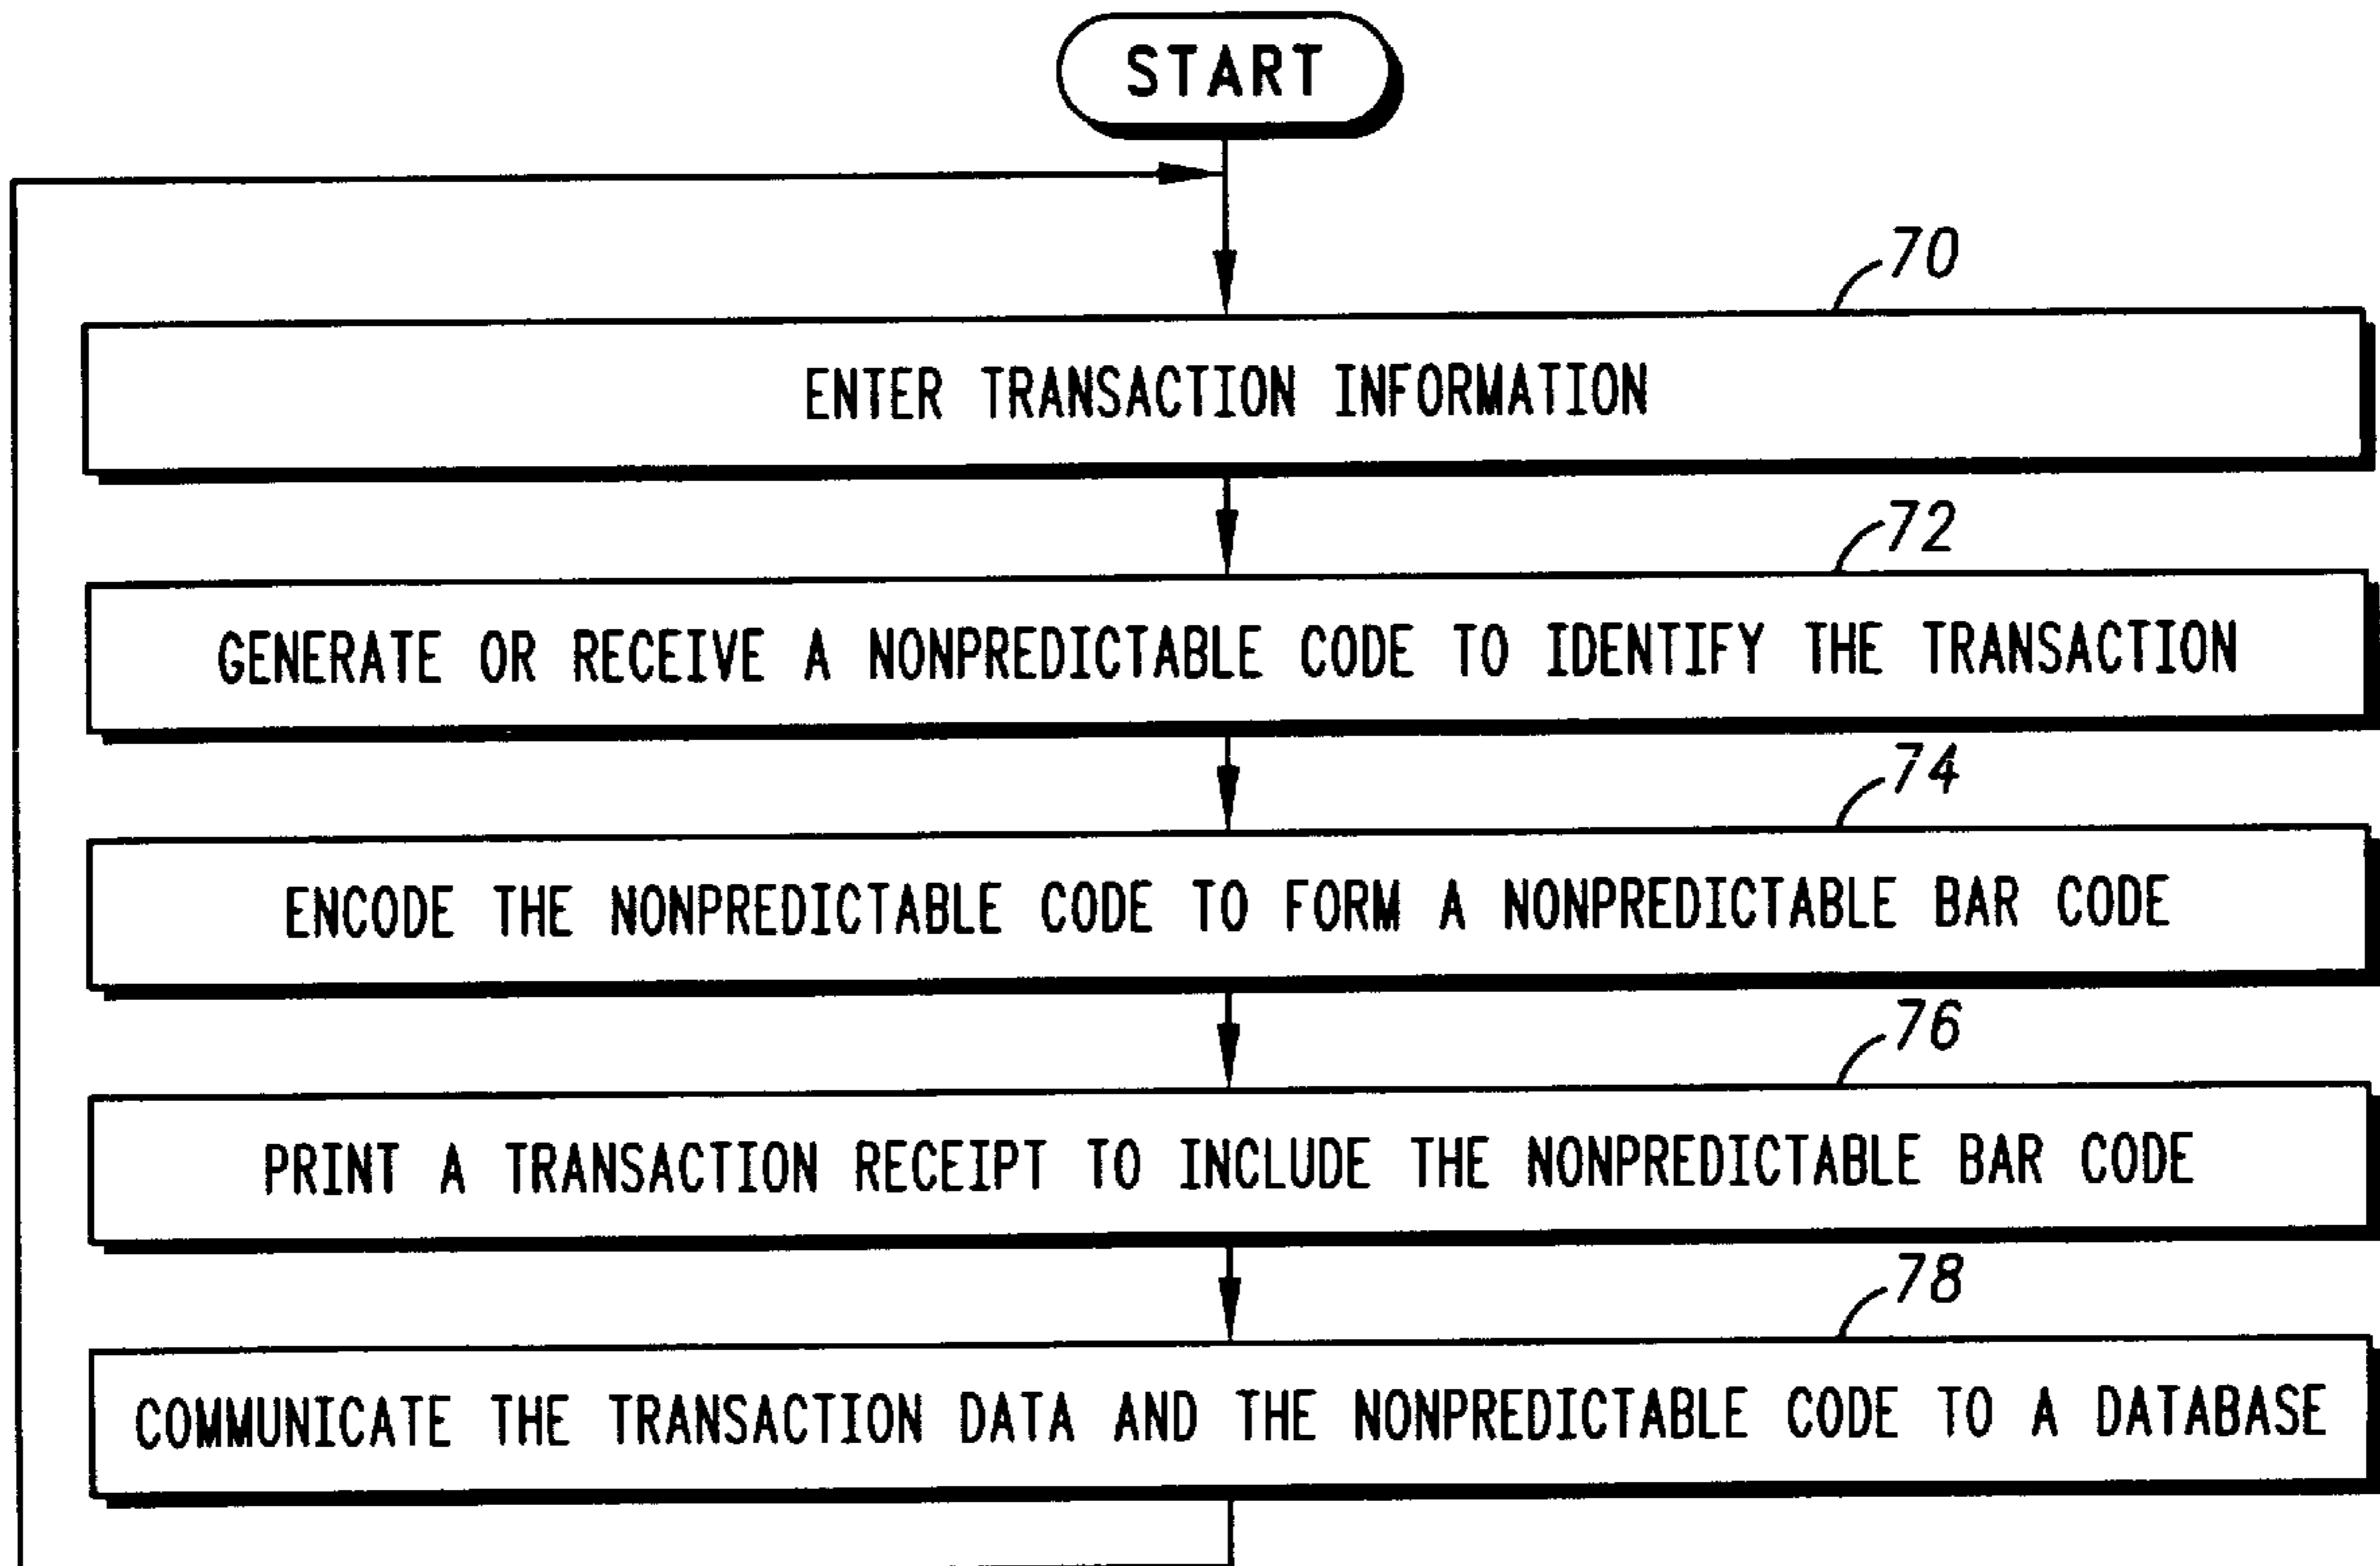 START
70
ENTER TRANSACTION INFORMATION
72
GENERATE OR RECEIVE A NONPREDICTABLE CODE TO IDENTIFY THE TRANSACTION
74
ENCODE THE NONPREDICTABLE CODE TO FORM A NONPREDICTABLE BAR CODE
76
PRINT A TRANSACTION RECEIPT TO INCLUDE THE NONPREDICTABLE BAR CODE
78
COMMUNICATE THE TRANSACTION DATA AND THE NONPREDICTABLE CODE TO A DATABASE